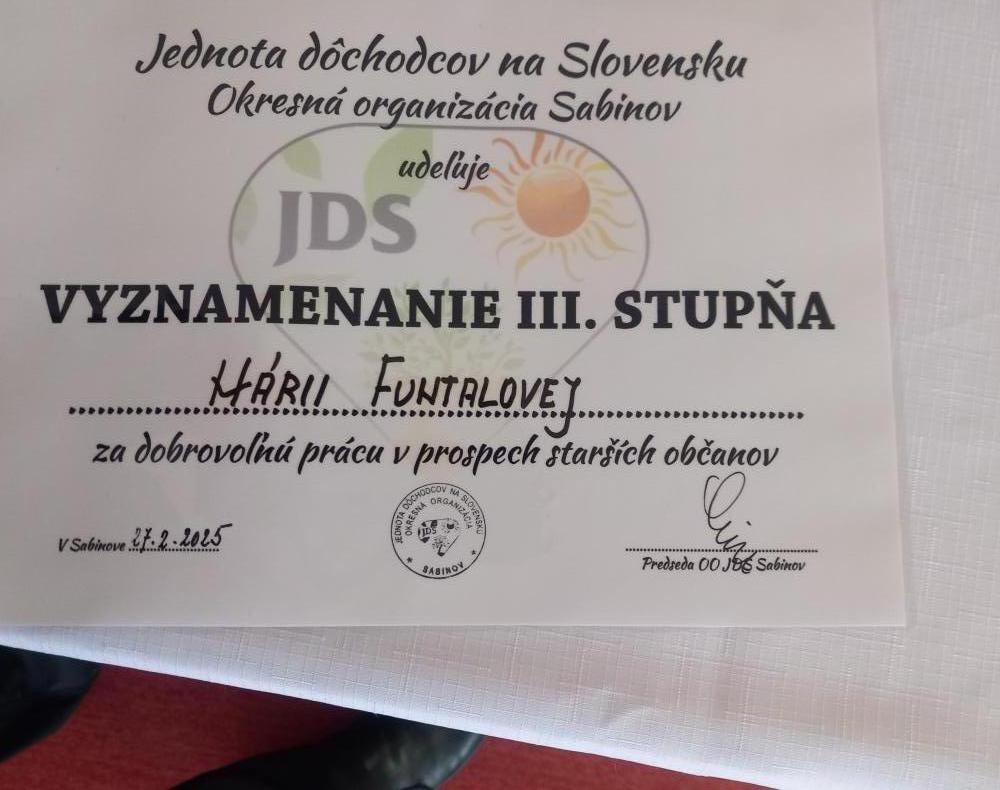 Jednota dôchodcov na Slovensku
Okresná organizácia Sabinov
udeľuje
JDS
VYZNAMENANIE III. STUPŇA
MÁRII FUNTALOVEJ
za dobrovoľnú prácu v prospech starších občanov
V Sabinove 27.2.2025
JEDNOTA DÔCHODCOV NA SLOVENSKU
OKRESNÁ ORGANIZÁCIA
JDS
* SABINOV *
Predseda OO JDS Sabinov